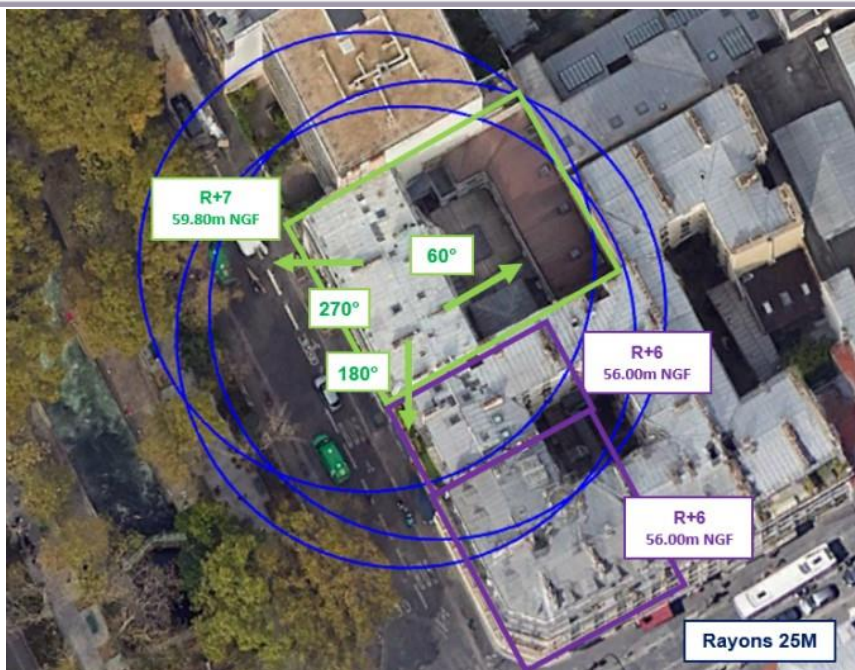 R+7
59.80m NGF
60°
270°
180°
R+6
56.00m NGF
R+6
56.00m NGF
Rayons 25M